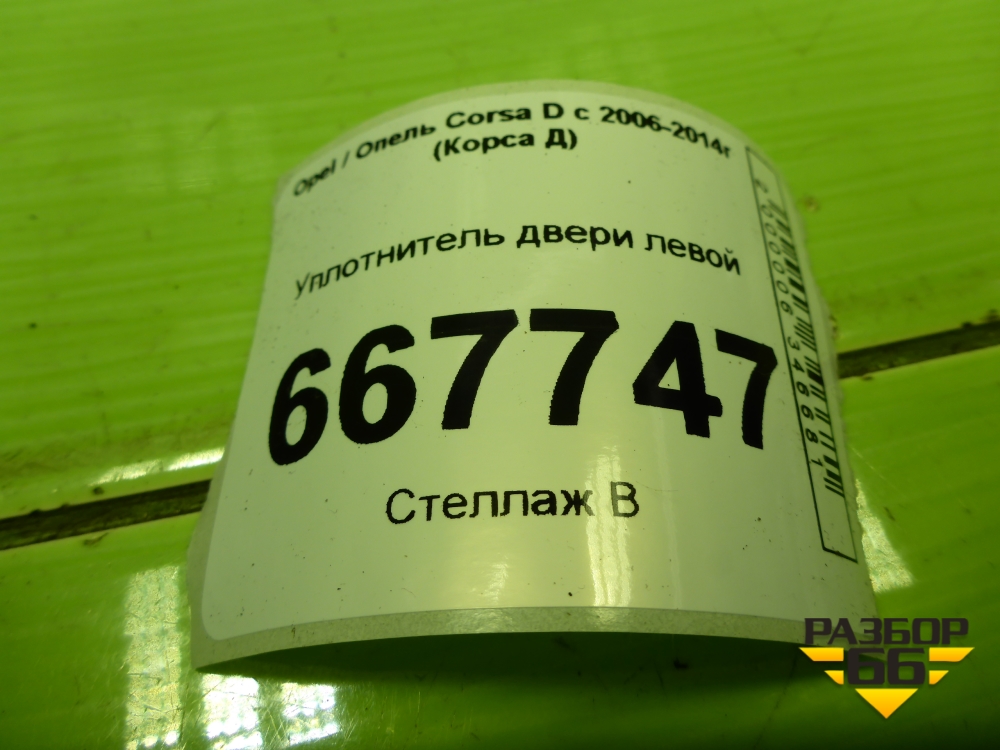 Opel / Опель Corsa D с 2006-2014г
(Корса Д)
Уплотнитель двери левой
667747
Стеллаж В
2000006346681
РАЗБОР
66